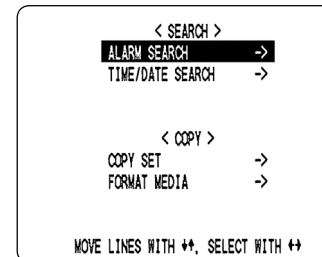 < SEARCH >
ALARM SEARCH ->
TIME/DATE SEARCH ->
< COPY >
COPY SET ->
FORMAT MEDIA ->
MOVE LINES WITH ↓↑, SELECT WITH ↔